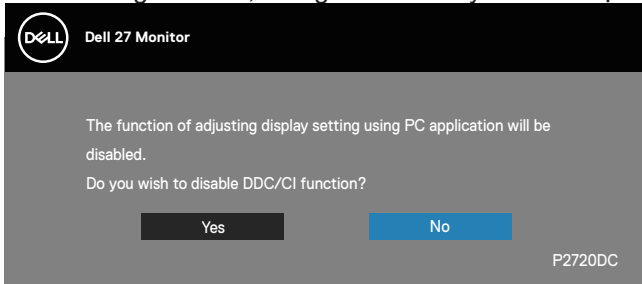 DELL
Dell 27 Monitor
The function of adjusting display setting using PC application will be
disabled.
Do you wish to disable DDC/CI function?
Yes
No
P2720DC